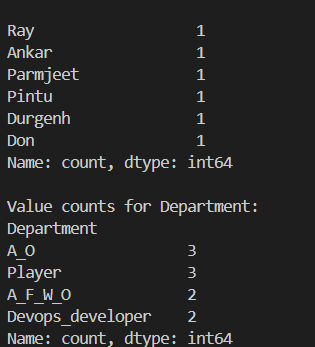 Ray 1
Ankar 1
Parmjeet 1
Pintu 1
Durgenh 1
Don 1
Name: count, dtype: int64
Value counts for Department:
Department
A_O 3
Player 3
A_F_W_O 2
Devops_developer 2
Name: count, dtype: int64